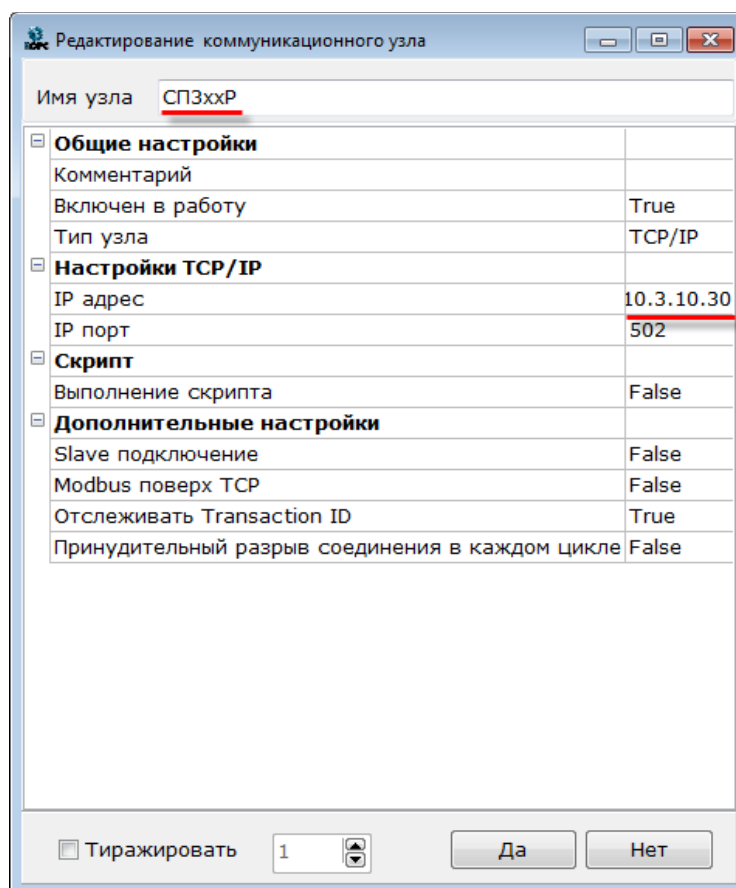 Редактирование коммуникационного узла
Имя узла СП3xxР
Общие настройки
Комментарий
Включен в работу True
Тип узла TCP/IP
Настройки TCP/IP
IP адрес 10.3.10.30
IP порт 502
Скрипт
Выполнение скрипта False
Дополнительные настройки
Slave подключение False
Modbus поверх TCP False
Отслеживать Transaction ID True
Принудительный разрыв соединения в каждом цикле False
Тиражировать 1 Да Нет